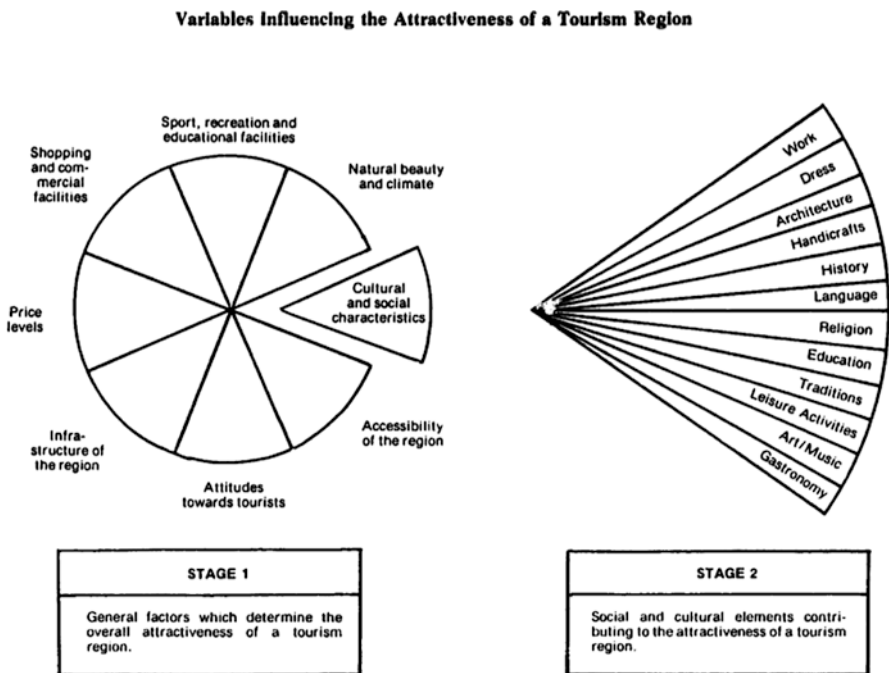 Variables Influencing the Attractiveness of a Tourism Region
Sport, recreation and
educational facilities
Shopping
and com-
mercial
facilities
Natural beauty
and climate
Cultural
and social
characteristics
Price
levels
Infra-
structure of
the region
Accessibility
of the region
Attitudes
towards tourists
Work
Dress
Architecture
Handicrafts
History
Language
Religion
Education
Traditions
Leisure Activities
Art/Music
Gastronomy
STAGE 1
General factors which determine the
overall attractiveness of a tourism
region.
STAGE 2
Social and cultural elements contri-
buting to the attractiveness of a tourism
region.